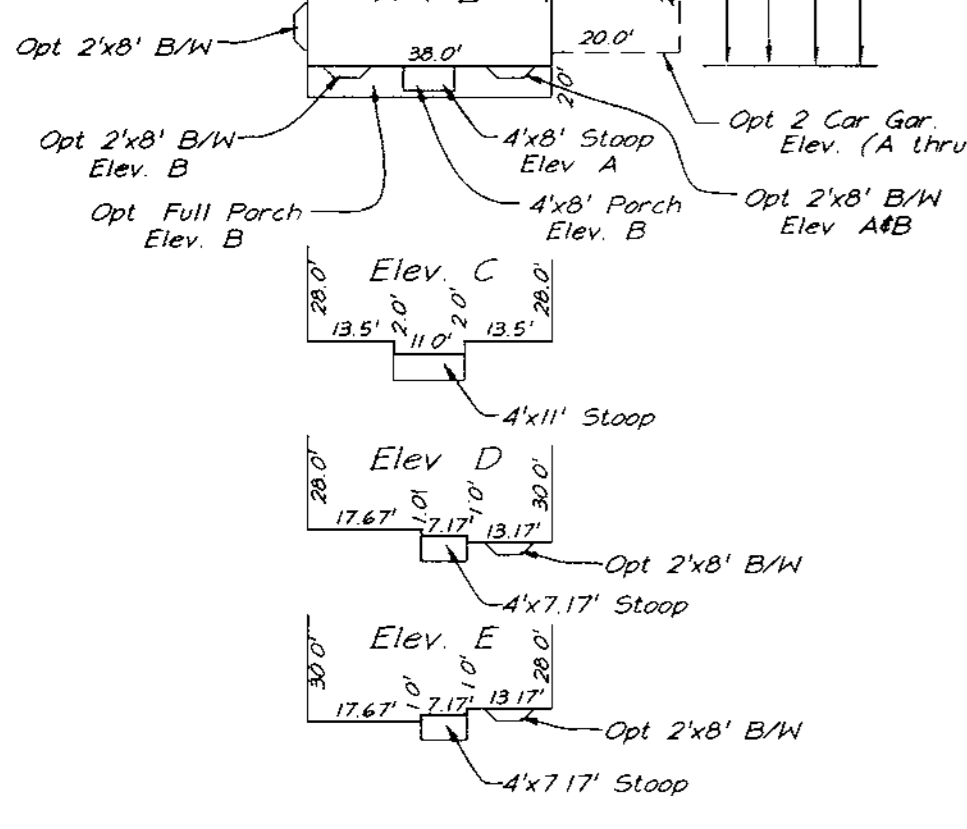 Opt 2'x8' B/W
38.0'
20.0'
2'0'
Opt 2'x8' B/W
Elev. B
4'x8' Stoop
Elev A
Opt 2 Car Gar.
Elev. (A thru
Opt Full Porch
Elev. B
4'x8' Porch
Elev. B
Opt 2'x8' B/W
Elev A&B
Elev. C
28.0'
13.5'
2.0'
11 0'
2 0'
13.5'
28.0'
4'x11' Stoop
Elev D
28.0'
17.67'
1.0'
7.17'
1 0'
13.17'
30 0'
Opt 2'x8' B/W
4'x7.17' Stoop
Elev. E
30 0'
17.67'
1 0'
7.17'
1 0'
13 17'
28 0'
Opt 2'x8' B/W
4'x7 17' Stoop